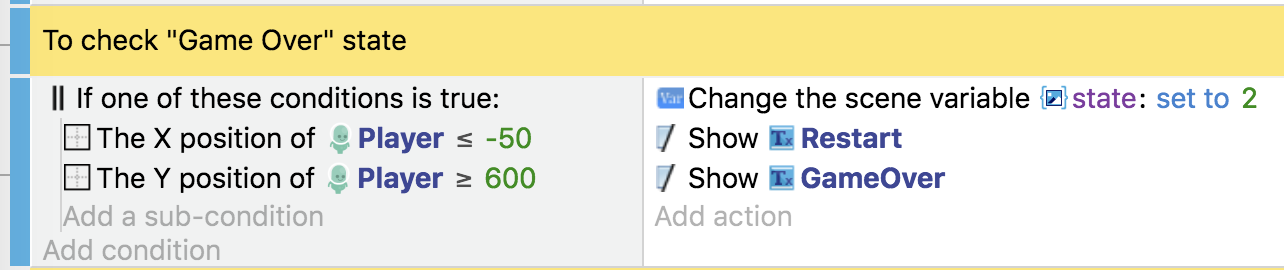 To check "Game Over" state
If one of these conditions is true:
The X position of Player ≤ -50
The Y position of Player ≥ 600
Add a sub-condition
Add condition
Var Change the scene variable state: set to 2
Show Tx Restart
Show Tx GameOver
Add action